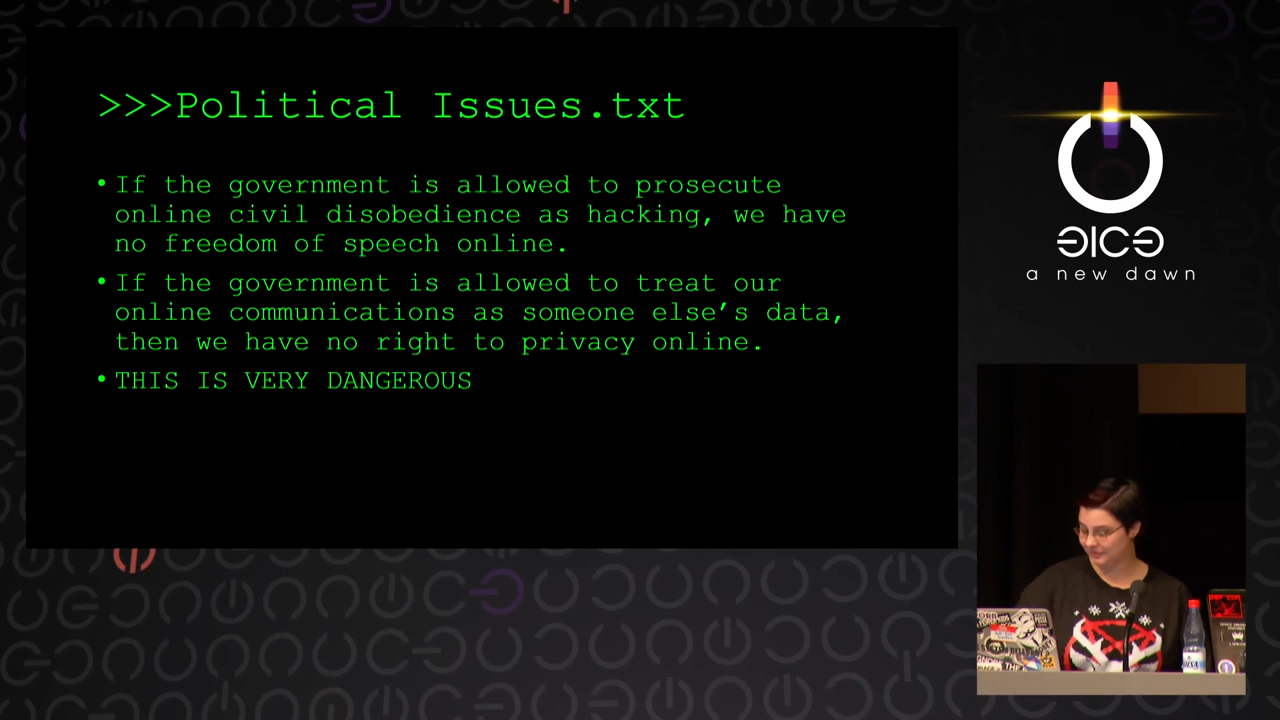 >>>Political Issues.txt
• If the government is allowed to prosecute
online civil disobedience as hacking, we have
no freedom of speech online.
• If the government is allowed to treat our
online communications as someone else’s data,
then we have no right to privacy online.
• THIS IS VERY DANGEROUS
a new dawn